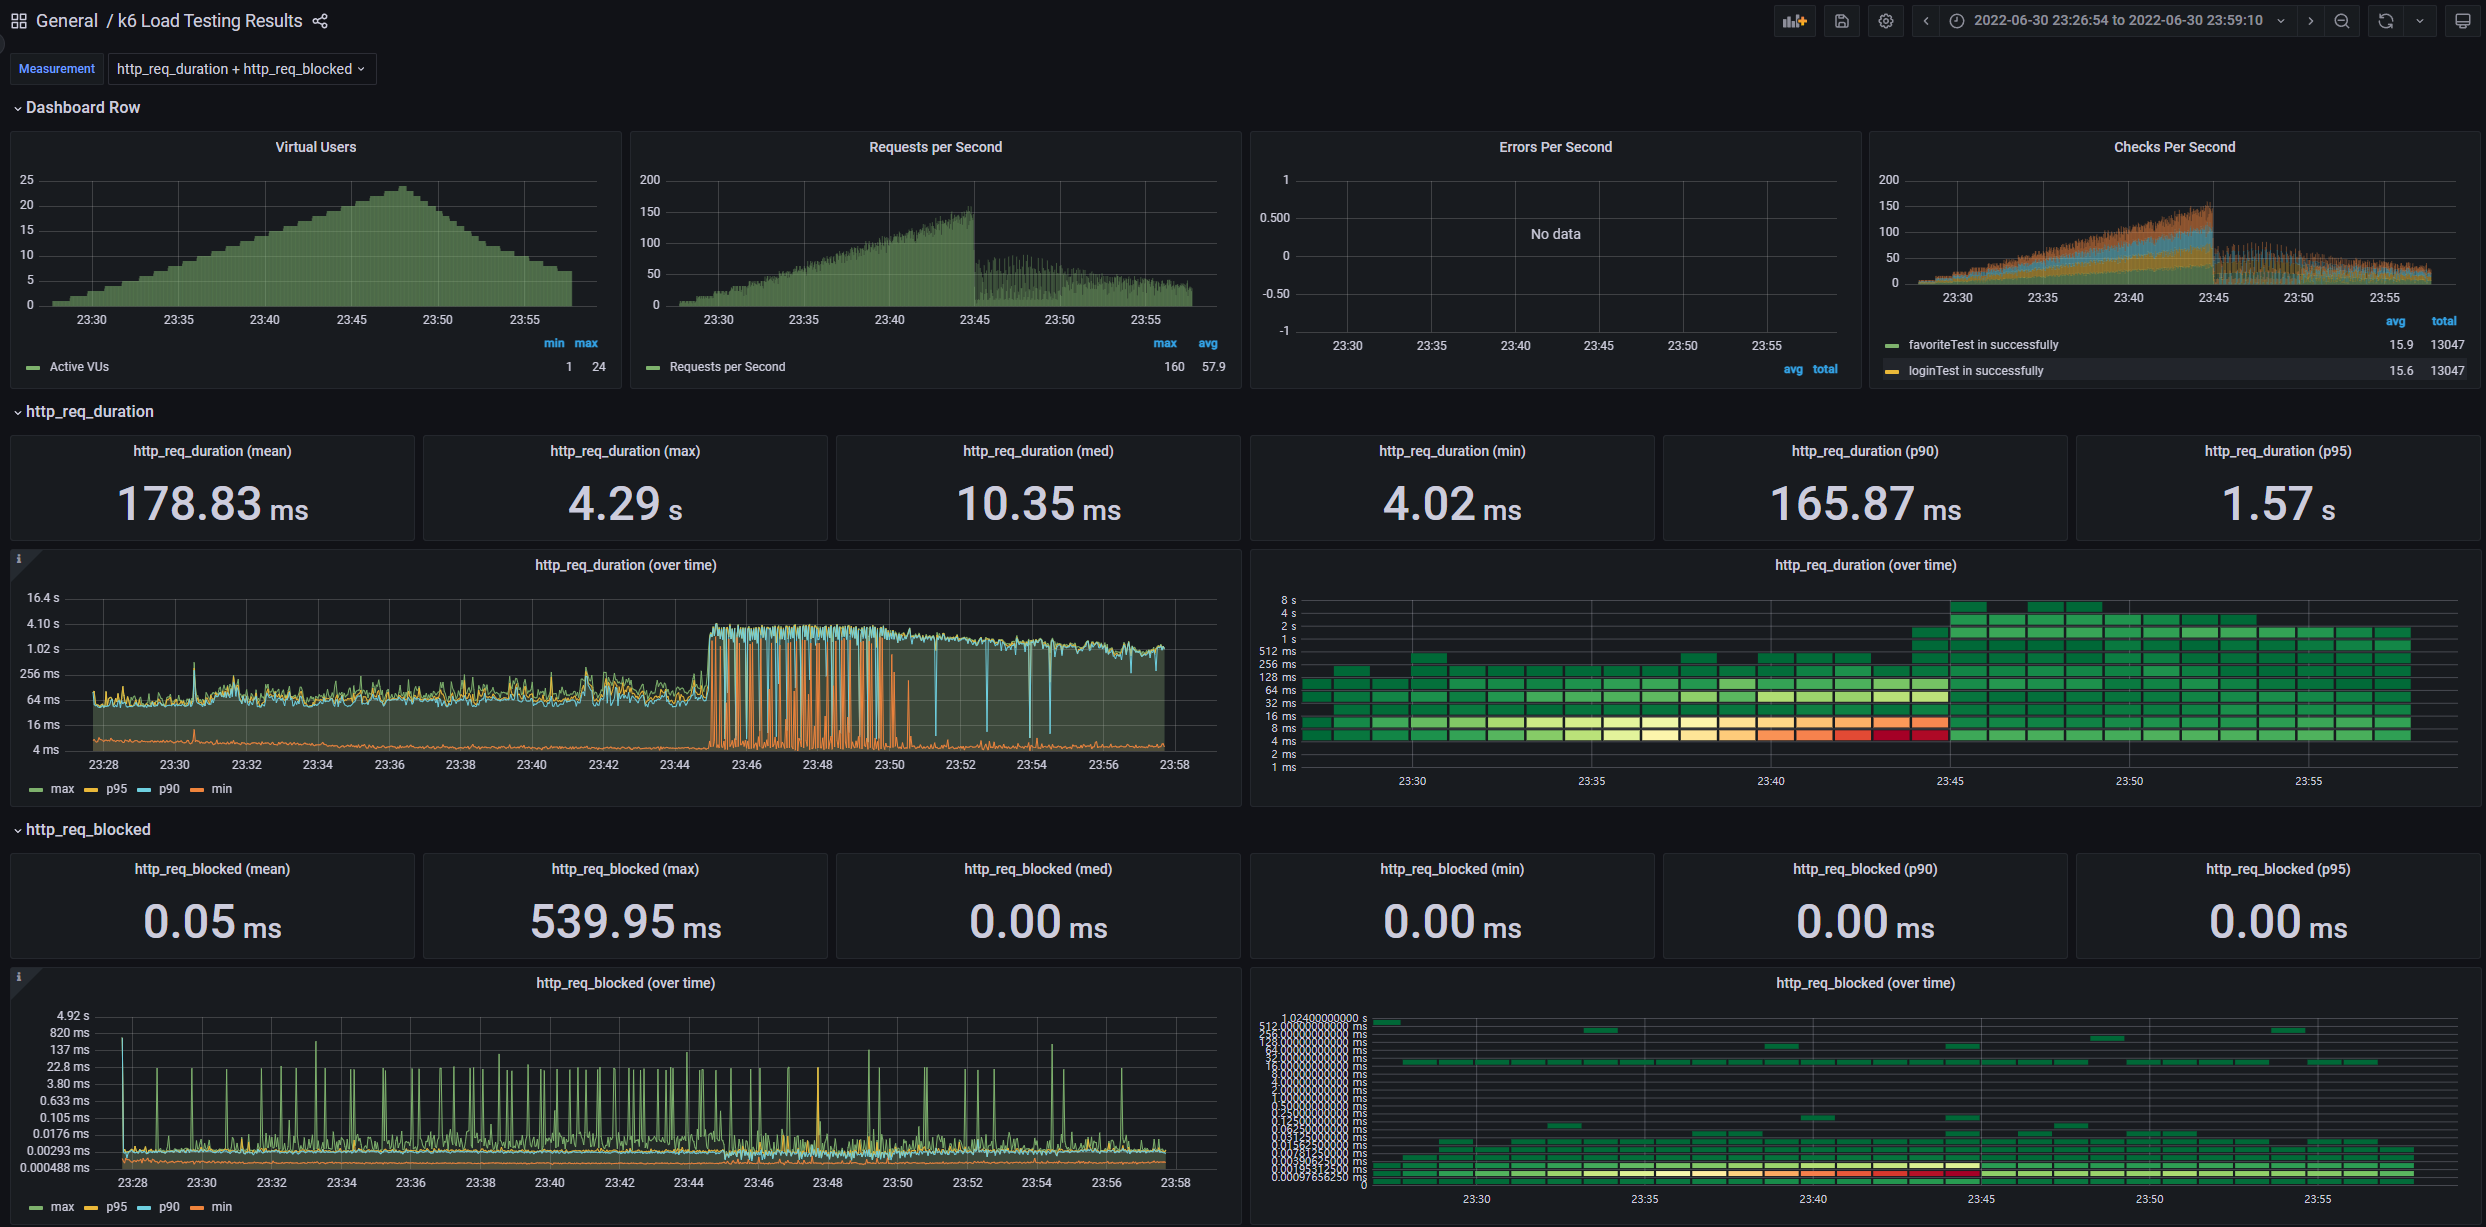 General / k6 Load Testing Results
2022-06-30 23:26:54 to 2022-06-30 23:59:10
Measurement http_req_duration + http_req_blocked
Dashboard Row
Virtual Users
25
20
15
10
5
0
23:30 23:35 23:40 23:45 23:50 23:55
min max
Active VUs 1 24
Requests per Second
200
150
100
50
0
23:30 23:35 23:40 23:45 23:50 23:55
max avg
Requests per Second 160 57.9
Errors Per Second
1
0.500
0
-0.50
-1
No data
23:30 23:35 23:40 23:45 23:50 23:55
avg total
Checks Per Second
200
150
100
50
0
23:30 23:35 23:40 23:45 23:50 23:55
avg total
favoriteTest in successfully 15.9 13047
loginTest in successfully 15.6 13047
http_req_duration
http_req_duration (mean)
178.83 ms
http_req_duration (max)
4.29 s
http_req_duration (med)
10.35 ms
http_req_duration (min)
4.02 ms
http_req_duration (p90)
165.87 ms
http_req_duration (p95)
1.57 s
http_req_duration (over time)
16.4 s
4.10 s
1.02 s
256 ms
64 ms
16 ms
4 ms
23:28 23:30 23:32 23:34 23:36 23:38 23:40 23:42 23:44 23:46 23:48 23:50 23:52 23:54 23:56 23:58
max p95 p90 min
http_req_duration (over time)
8 s
4 s
2 s
1 s
512 ms
256 ms
128 ms
64 ms
32 ms
16 ms
8 ms
4 ms
2 ms
1 ms
23:30 23:35 23:40 23:45 23:50 23:55
http_req_blocked
http_req_blocked (mean)
0.05 ms
http_req_blocked (max)
539.95 ms
http_req_blocked (med)
0.00 ms
http_req_blocked (min)
0.00 ms
http_req_blocked (p90)
0.00 ms
http_req_blocked (p95)
0.00 ms
http_req_blocked (over time)
4.92 s
820 ms
137 ms
22.8 ms
3.80 ms
0.633 ms
0.105 ms
0.0176 ms
0.00293 ms
0.000488 ms
23:28 23:30 23:32 23:34 23:36 23:38 23:40 23:42 23:44 23:46 23:48 23:50 23:52 23:54 23:56 23:58
max p95 p90 min
http_req_blocked (over time)
1.02400000000 s
512.00000000000 ms
0.00097656250 ms
0
23:30 23:35 23:40 23:45 23:50 23:55